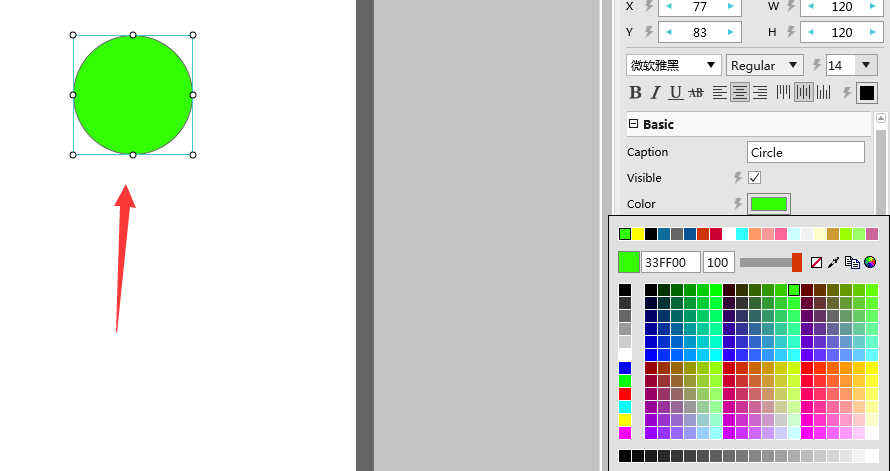 X 77 W 120
Y 83 H 120
微软雅黑 Regular 14
B I U AB
Basic
Caption Circle
Visible
Color
33FF00 100